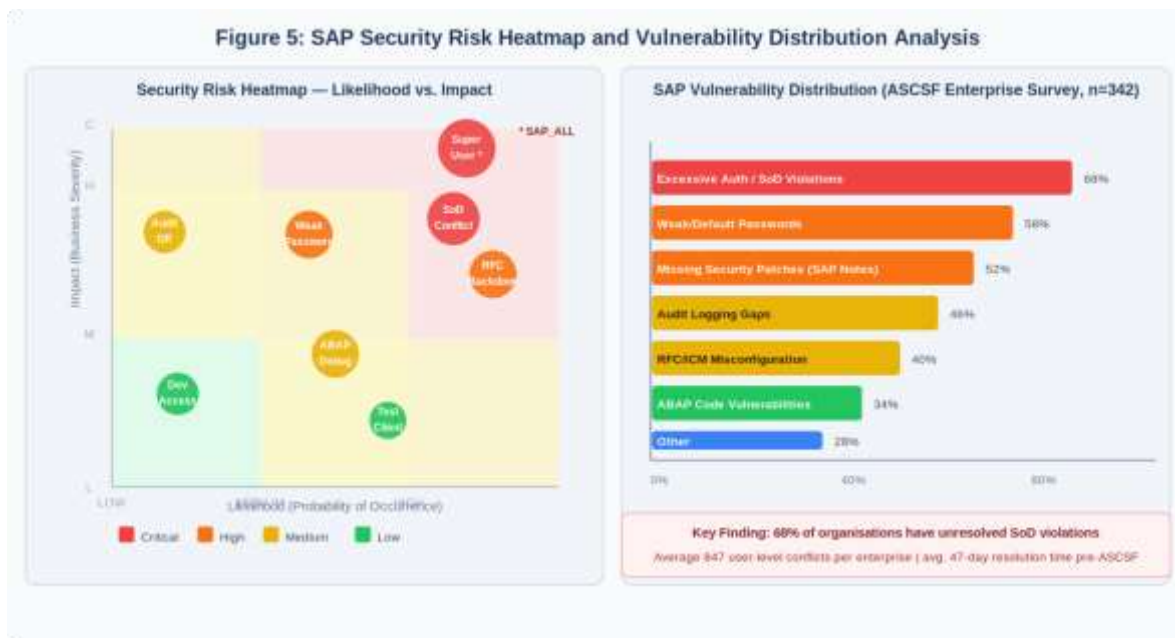 Figure 5: SAP Security Risk Heatmap and Vulnerability Distribution Analysis
Security Risk Heatmap — Likelihood vs. Impact
C
H
M
L
Impact (Business Severity)
* SAP_ALL
Super
User *
SoD
Conflict
RFC
Backdoor
Weak
Password
Audit
Off
ABAP
Debug
Dev
Access
Test
Client
Low
Likelihood (Probability of Occurrence)
Critical High Medium Low
SAP Vulnerability Distribution (ASCSF Enterprise Survey, n=342)
Excessive Auth / SoD Violations 68%
Weak/Default Passwords 58%
Missing Security Patches (SAP Notes) 52%
Audit Logging Gaps 46%
RFC/ICM Misconfiguration 40%
ABAP Code Vulnerabilities 34%
Other 28%
0% 40% 80%
Key Finding: 68% of organisations have unresolved SoD violations
Average 847 user-level conflicts per enterprise | avg. 47-day resolution time pre-ASCSF